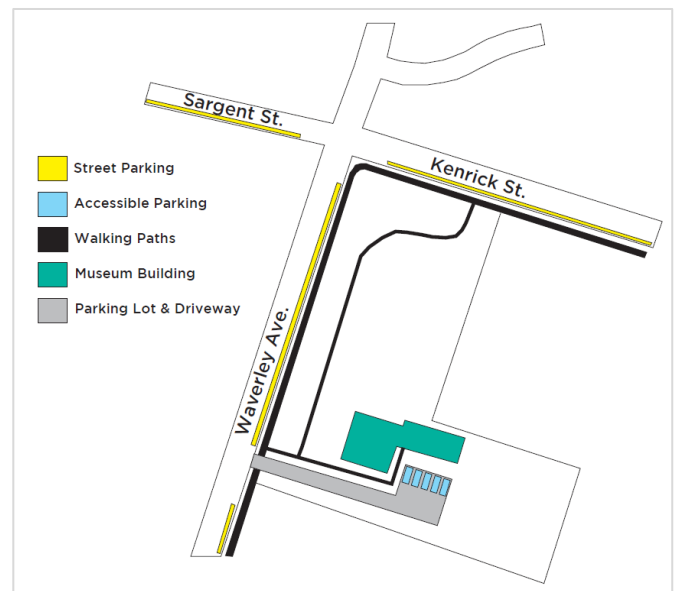 Sargent St.
Kenrick St.
Street Parking
Accessible Parking
Walking Paths
Museum Building
Parking Lot & Driveway
Waverley Ave.